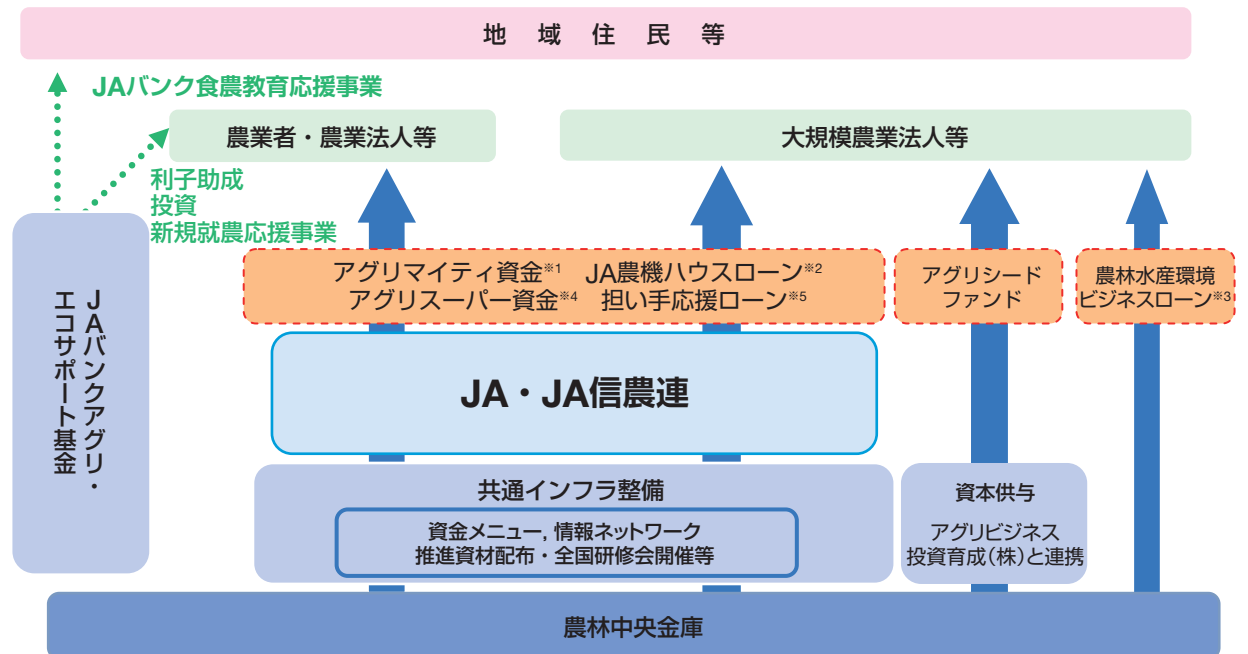 地域住民等
JAバンク食農教育応援事業
農業者・農業法人等
大規模農業法人等
利子助成
投資
新規就農応援事業
JAバンクアグリ・
エコサポート基金
アグリマイティ資金※1 JA農機ハウスローン※2
アグリスーパー資金※4 担い手応援ローン※5
アグリシード
ファンド
農林水産環境
ビジネスローン※3
JA・JA信農連
共通インフラ整備
資金メニュー, 情報ネットワーク
推進資材配布・全国研修会開催等
資本供与
アグリビジネス
投資育成(株)と連携
農林中央金庫